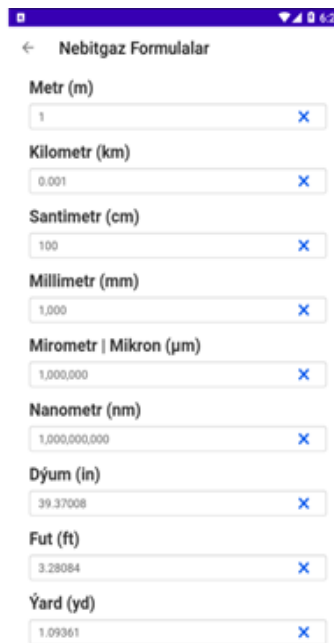 6:2
Nebitgaz Formulalar
Metr (m)
1
Kilometr (km)
0.001
Santimetr (cm)
100
Millimetr (mm)
1,000
Mirometr | Mikron (μm)
1,000,000
Nanometr (nm)
1,000,000,000
Dýum (in)
39.37008
Fut (ft)
3.28084
Ýard (yd)
1.09361